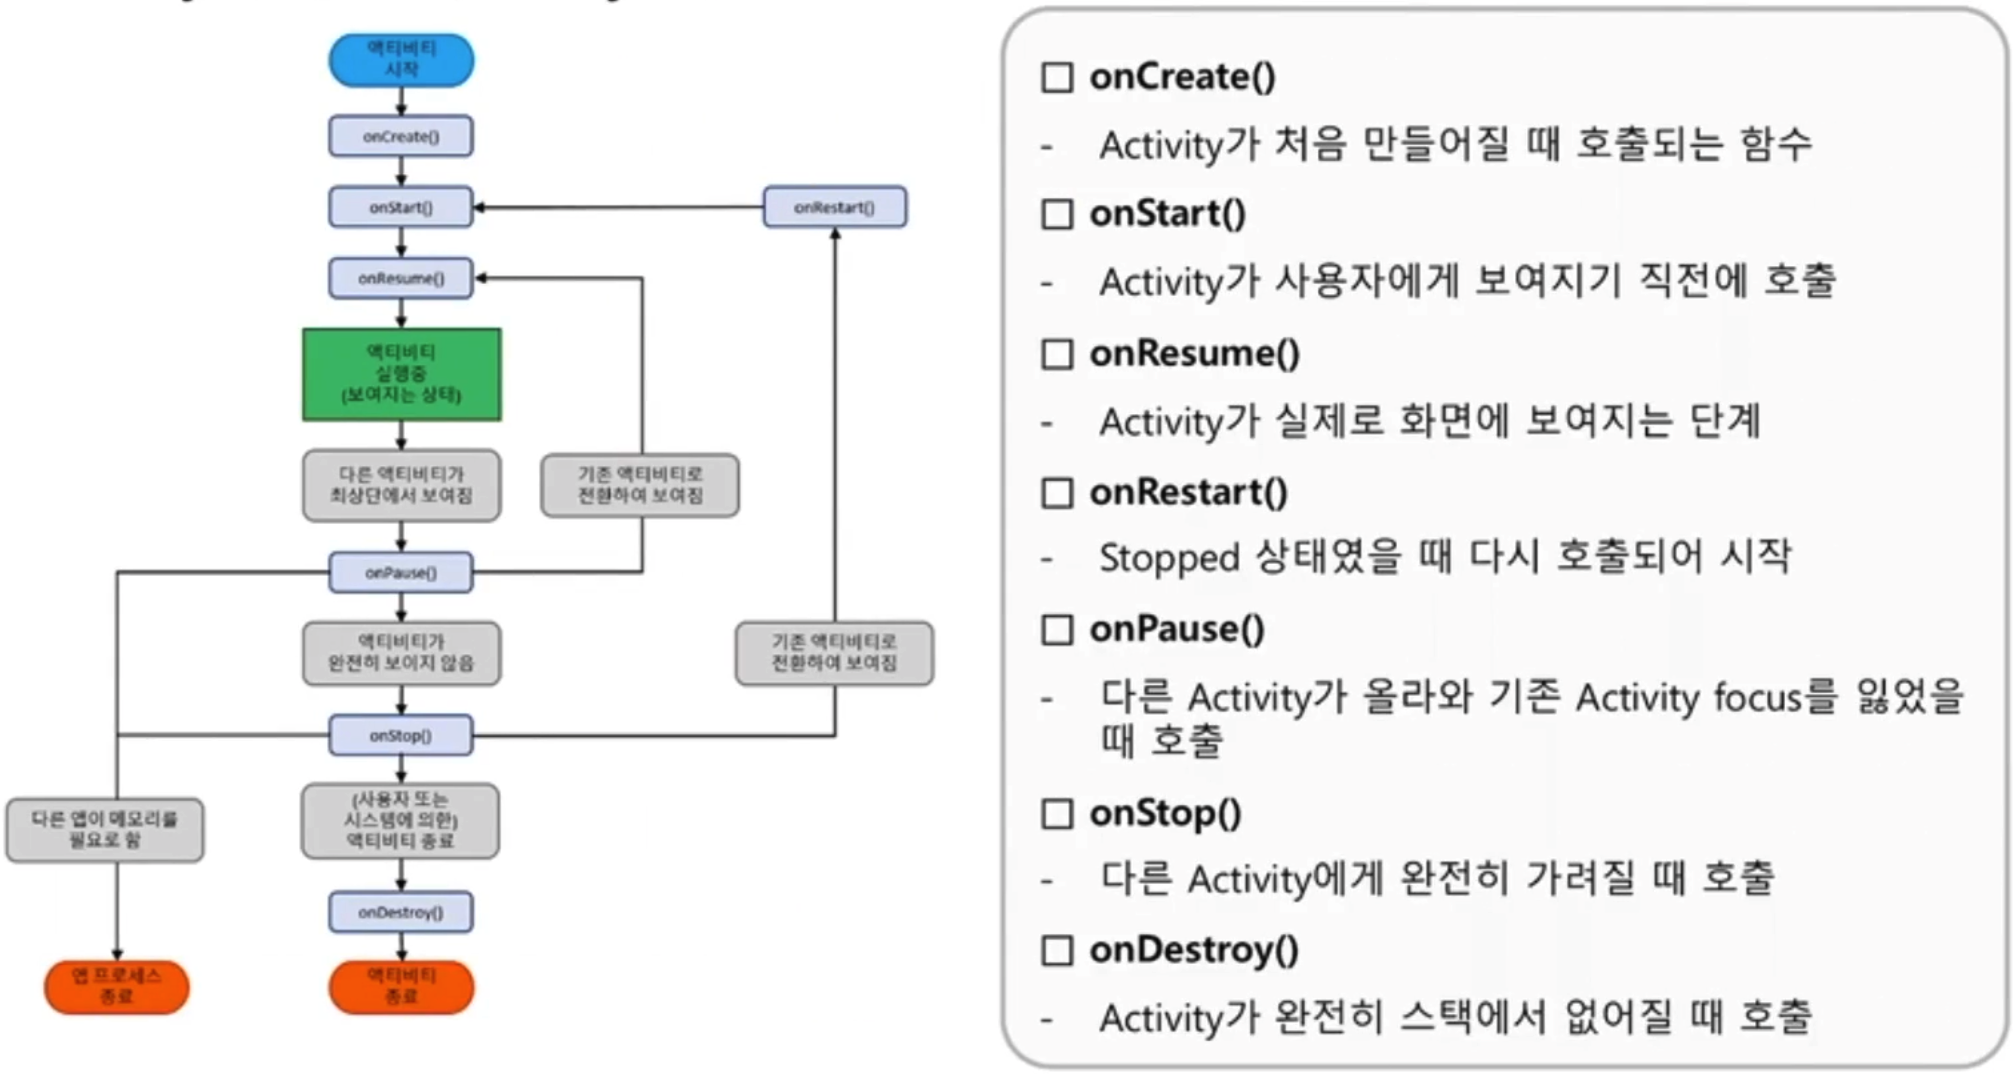 액티비티
시작
onCreate()
onStart()
onRestart()
onResume()
액티비티
실행중
(보여지는 상태)
다른 액티비티가
최상단에서 보여짐
기존 액티비티로
전환하여 보여짐
onPause()
액티비티가
완전히 보이지 않음
기존 액티비티로
전환하여 보여짐
onStop()
(사용자 또는
시스템에 의한)
액티비티 종료
다른 앱이 메모리를
필요로 함
onDestroy()
앱 프로세스
종료
액티비티
종료
□ onCreate()
- Activity가 처음 만들어질 때 호출되는 함수
□ onStart()
- Activity가 사용자에게 보여지기 직전에 호출
□ onResume()
- Activity가 실제로 화면에 보여지는 단계
□ onRestart()
- Stopped 상태였을 때 다시 호출되어 시작
□ onPause()
- 다른 Activity가 올라와 기존 Activity focus를 잃었을
때 호출
□ onStop()
- 다른 Activity에게 완전히 가려질 때 호출
□ onDestroy()
- Activity가 완전히 스택에서 없어질 때 호출